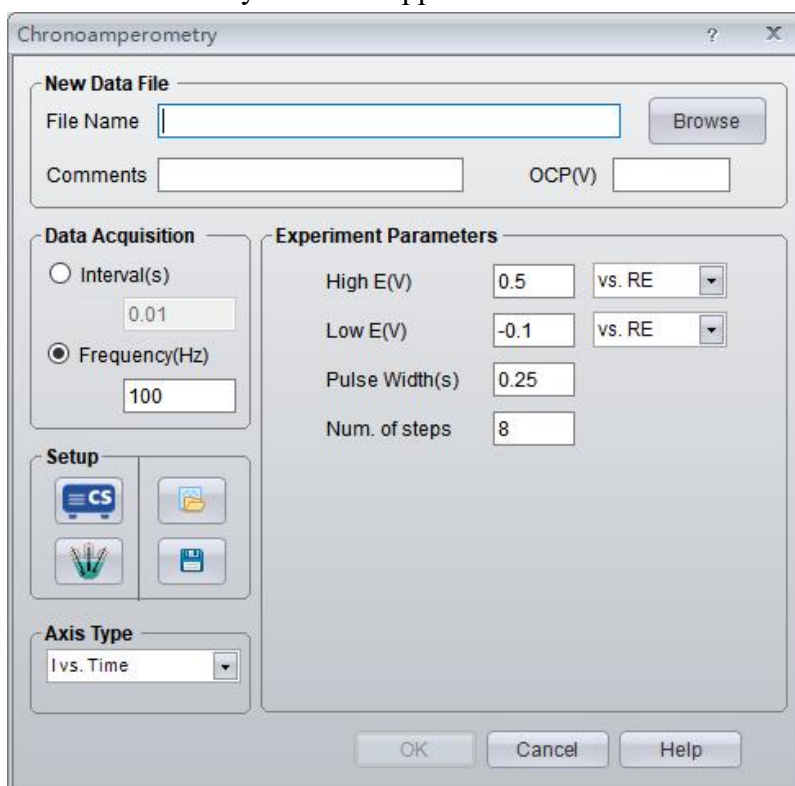 Chronoamperometry ? X
New Data File
File Name Browse
Comments OCP(V)
Data Acquisition
Interval(s)
0.01
Frequency(Hz)
100
Experiment Parameters
High E(V) 0.5 vs. RE
Low E(V) -0.1 vs. RE
Pulse Width(s) 0.25
Num. of steps 8
Setup
CS
Axis Type
I vs. Time
OK Cancel Help